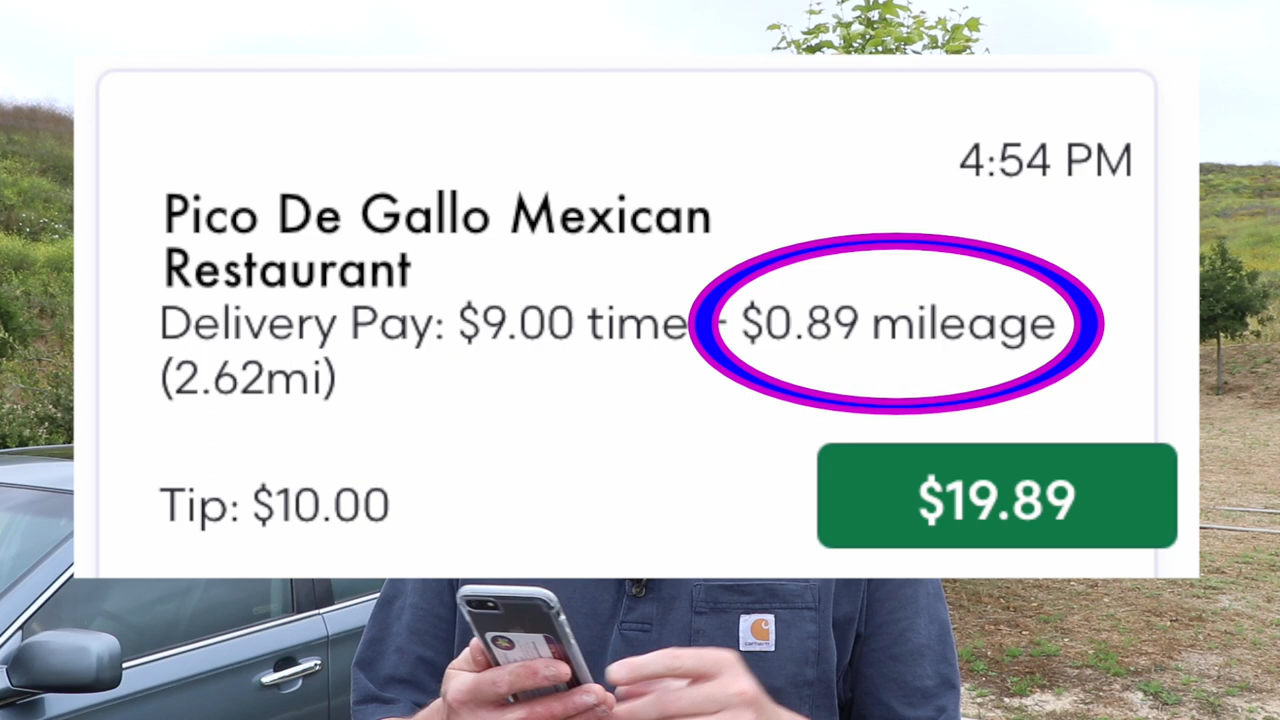 4:54 PM
Pico De Gallo Mexican
Restaurant
Delivery Pay: $9.00 time - $0.89 mileage
(2.62mi)
Tip: $10.00
$19.89
carhartt